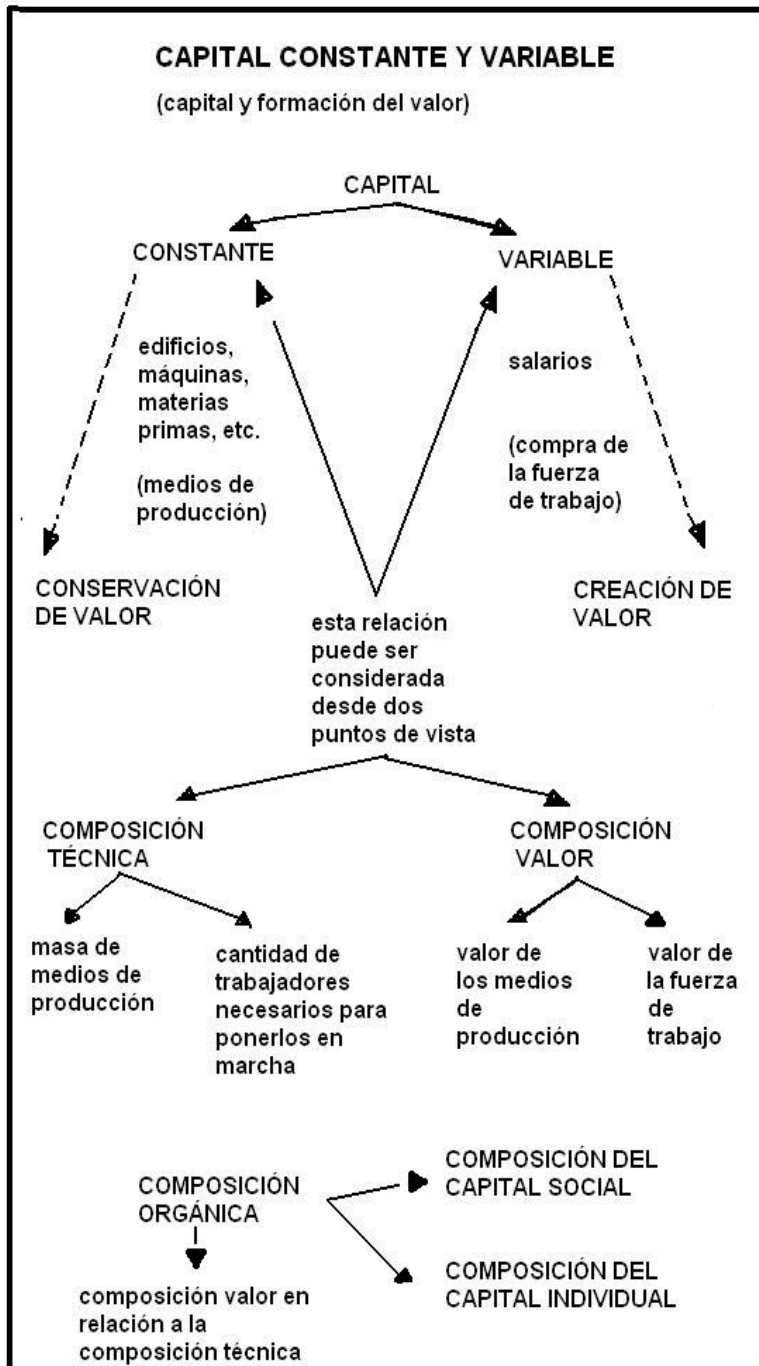 CAPITAL CONSTANTE Y VARIABLE
(capital y formación del valor)
CAPITAL
CONSTANTE
VARIABLE
edificios,
máquinas,
materias
primas, etc.
(medios de
producción)
salarios
(compra de
la fuerza
de trabajo)
CONSERVACIÓN
DE VALOR
CREACIÓN DE
VALOR
esta relación
puede ser
considerada
desde dos
puntos de vista
COMPOSICIÓN
TÉCNICA
COMPOSICIÓN
VALOR
masa de
medios de
producción
cantidad de
trabajadores
necesarios para
ponerlos en
marcha
valor de
los medios
de
producción
valor de
la fuerza
de
trabajo
COMPOSICIÓN
ORGÁNICA
COMPOSICIÓN DEL
CAPITAL SOCIAL
COMPOSICIÓN DEL
CAPITAL INDIVIDUAL
composición valor en
relación a la
composición técnica